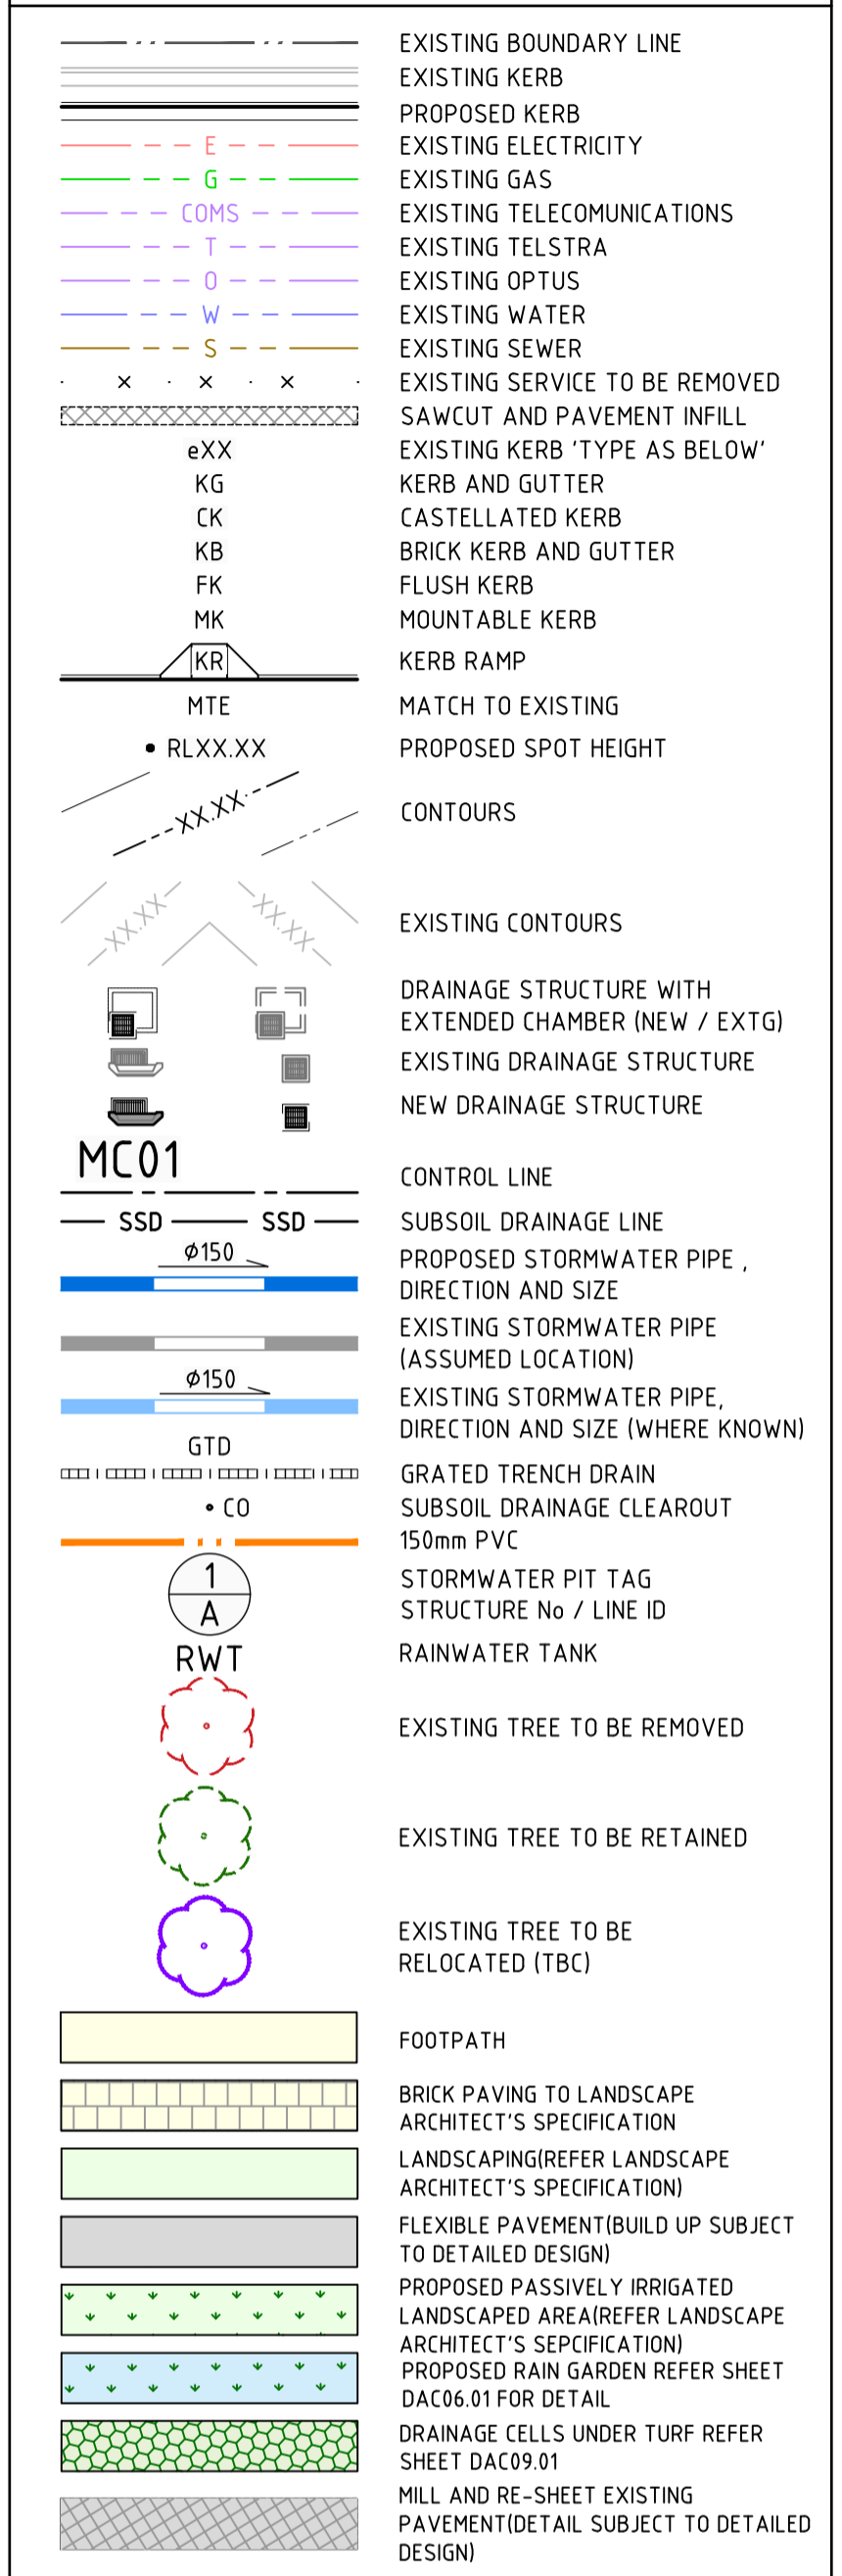 EXISTING BOUNDARY LINE
EXISTING KERB
PROPOSED KERB
E EXISTING ELECTRICITY
G EXISTING GAS
COMS EXISTING TELECOMUNICATIONS
T EXISTING TELSTRA
O EXISTING OPTUS
W EXISTING WATER
S EXISTING SEWER
EXISTING SERVICE TO BE REMOVED
SAWCUT AND PAVEMENT INFILL
eXX EXISTING KERB 'TYPE AS BELOW'
KG KERB AND GUTTER
CK CASTELLATED KERB
KB BRICK KERB AND GUTTER
FK FLUSH KERB
MK MOUNTABLE KERB
KR KERB RAMP
MTE MATCH TO EXISTING
RLXX.XX PROPOSED SPOT HEIGHT
XX.XX CONTOURS
XX.XX XX.XX EXISTING CONTOURS
DRAINAGE STRUCTURE WITH
EXTENDED CHAMBER (NEW / EXTG)
EXISTING DRAINAGE STRUCTURE
NEW DRAINAGE STRUCTURE
MC01
CONTROL LINE
SSD SSD SUBSOIL DRAINAGE LINE
Ø150 PROPOSED STORMWATER PIPE ,
DIRECTION AND SIZE
EXISTING STORMWATER PIPE
(ASSUMED LOCATION)
Ø150 EXISTING STORMWATER PIPE,
DIRECTION AND SIZE (WHERE KNOWN)
GTD
GRATED TRENCH DRAIN
CO SUBSOIL DRAINAGE CLEAROUT
150mm PVC
1 STORMWATER PIT TAG
A STRUCTURE No / LINE ID
RWT RAINWATER TANK
EXISTING TREE TO BE REMOVED
EXISTING TREE TO BE RETAINED
EXISTING TREE TO BE
RELOCATED (TBC)
FOOTPATH
BRICK PAVING TO LANDSCAPE
ARCHITECT'S SPECIFICATION
LANDSCAPING(REFER LANDSCAPE
ARCHITECT'S SPECIFICATION)
FLEXIBLE PAVEMENT(BUILD UP SUBJECT
TO DETAILED DESIGN)
PROPOSED PASSIVELY IRRIGATED
LANDSCAPED AREA(REFER LANDSCAPE
ARCHITECT'S SEPCIFICATION)
PROPOSED RAIN GARDEN REFER SHEET
DAC06.01 FOR DETAIL
DRAINAGE CELLS UNDER TURF REFER
SHEET DAC09.01
MILL AND RE-SHEET EXISTING
PAVEMENT(DETAIL SUBJECT TO DETAILED
DESIGN)